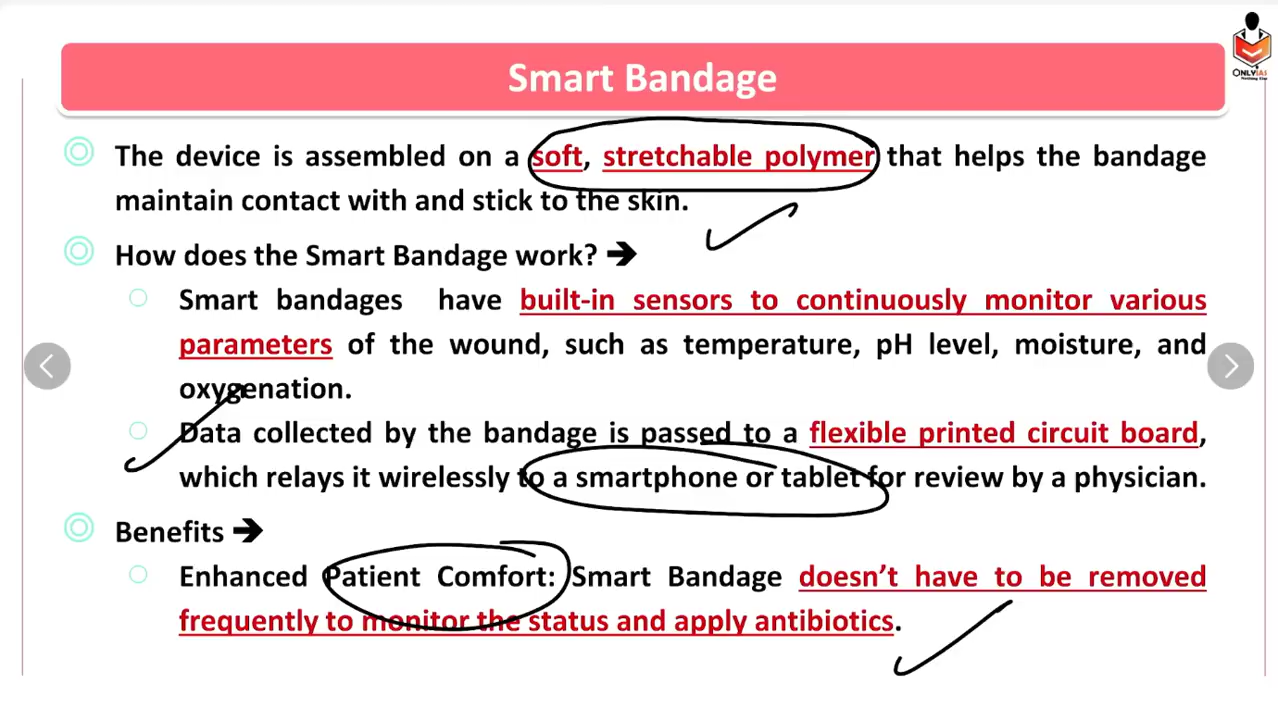 ONLYIAS
Nothing Else
Smart Bandage
The device is assembled on a soft, stretchable polymer that helps the bandage
maintain contact with and stick to the skin.
How does the Smart Bandage work? ➔
Smart bandages have built-in sensors to continuously monitor various
parameters of the wound, such as temperature, pH level, moisture, and
oxygenation.
Data collected by the bandage is passed to a flexible printed circuit board,
which relays it wirelessly to a smartphone or tablet for review by a physician.
Benefits ➔
Enhanced Patient Comfort: Smart Bandage doesn’t have to be removed
frequently to monitor the status and apply antibiotics.